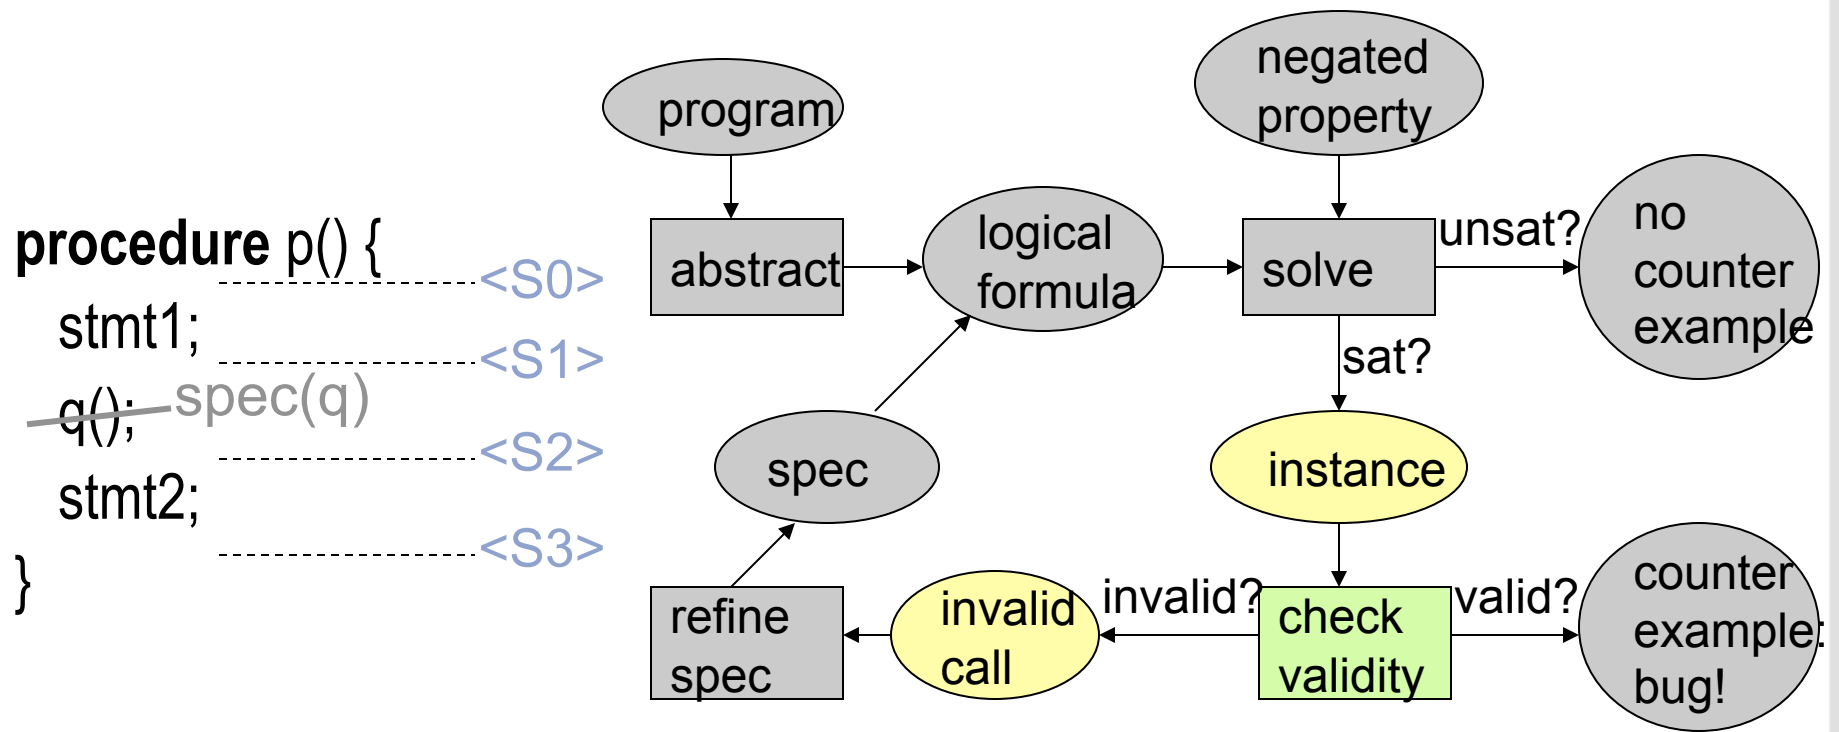 procedure p() {
<S0>
stmt1;
<S1>
q(); spec(q)
<S2>
stmt2;
<S3>
}
program
negated
property
abstract
logical
formula
solve
unsat?
no
counter
example
sat?
spec
instance
refine
spec
invalid
call
invalid?
check
validity
valid?
counter
example:
bug!